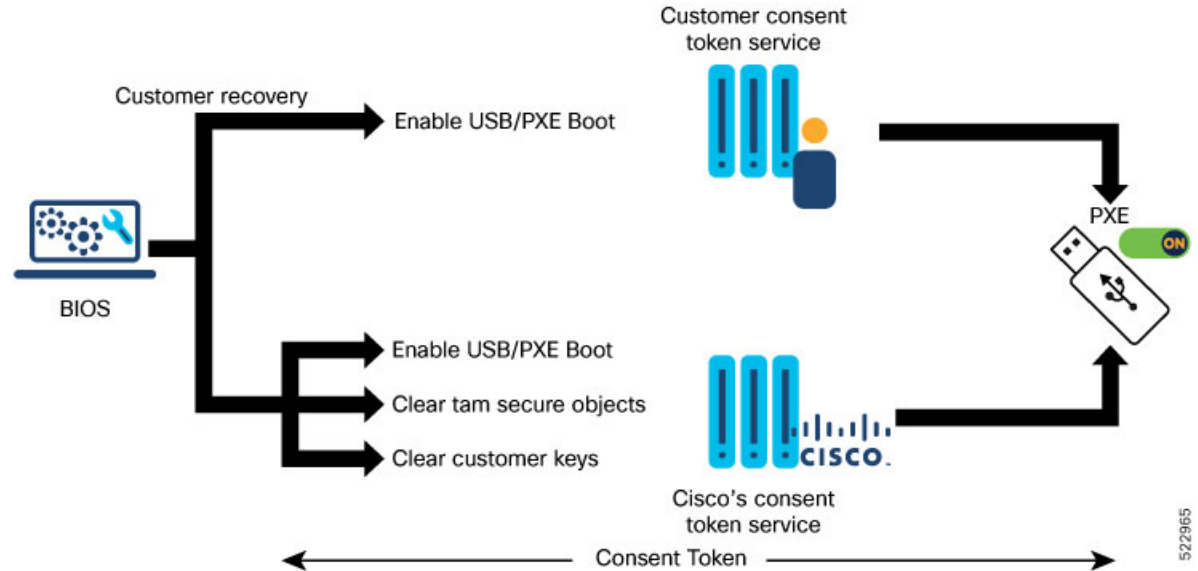 Customer consent
token service
Customer recovery
Enable USB/PXE Boot
PXE
ON
BIOS
Enable USB/PXE Boot
Clear tam secure objects
Clear customer keys
CISCO.
Cisco's consent
token service
Consent Token
522965